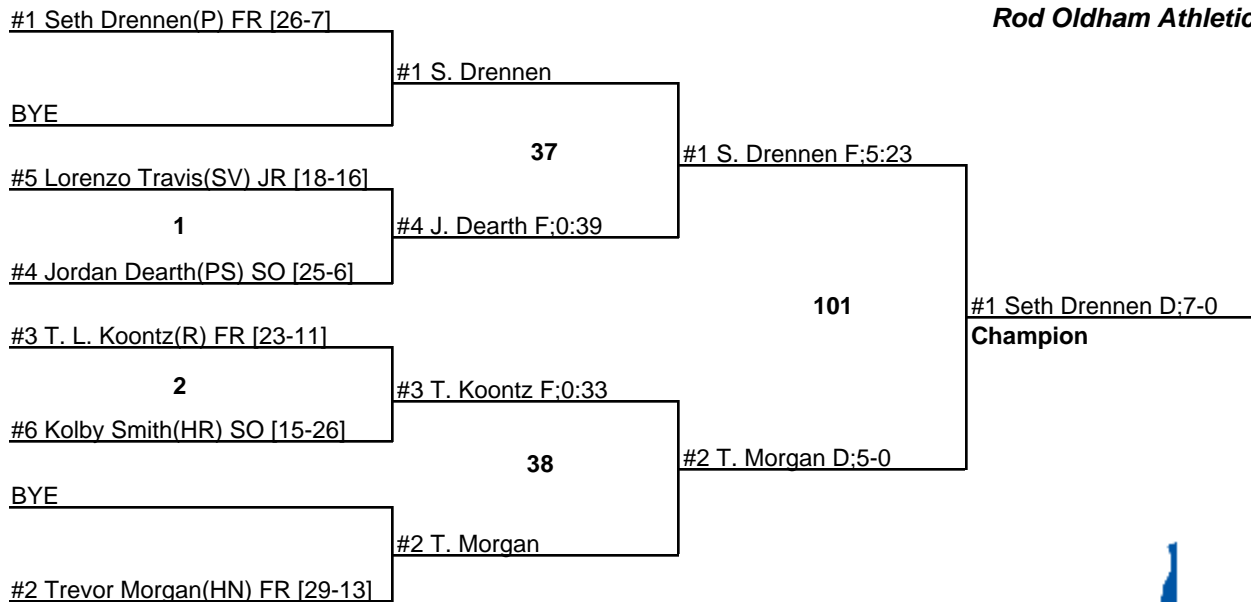 #1 Seth Drennen(P) FR [26-7]
Rod Oldham Athletic
#1 S. Drennen
BYE
37
#1 S. Drennen F;5:23
#5 Lorenzo Travis(SV) JR [18-16]
1
#4 J. Dearth F;0:39
#4 Jordan Dearth(PS) SO [25-6]
101
#1 Seth Drennen D;7-0
Champion
#3 T. L. Koontz(R) FR [23-11]
2
#3 T. Koontz F;0:33
#6 Kolby Smith(HR) SO [15-26]
38
#2 T. Morgan D;5-0
BYE
#2 T. Morgan
#2 Trevor Morgan(HN) FR [29-13]